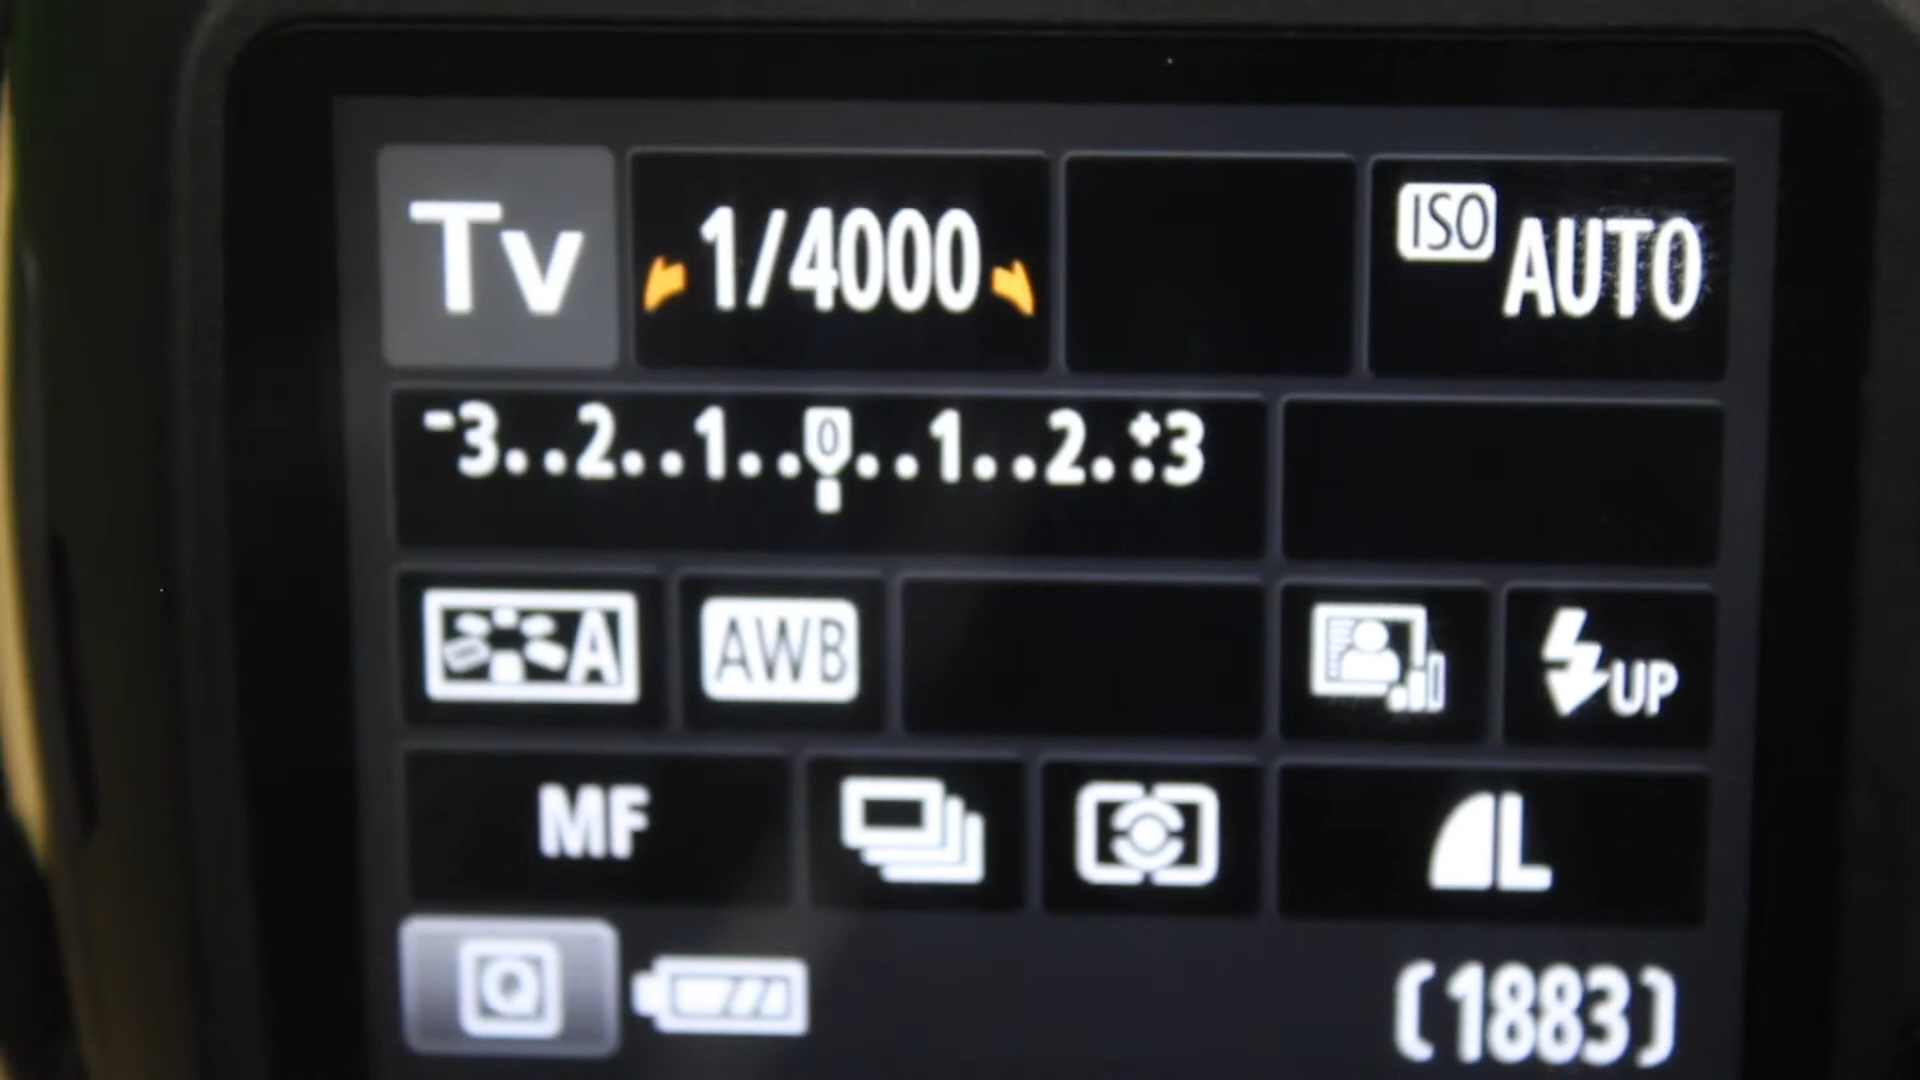 Tv 1/4000 ISO AUTO
-3..2..1..0..1..2..+3
A AWB UP
MF L
Q [1883]